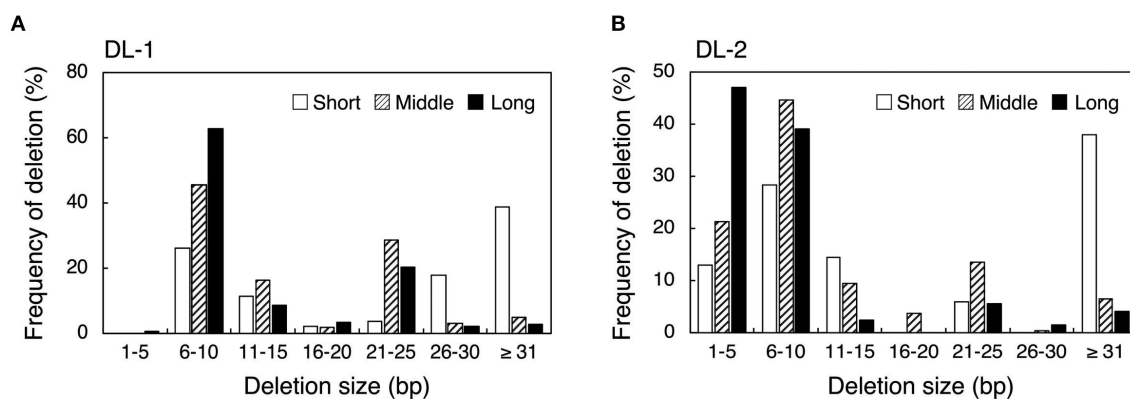 A
DL-1
Frequency of deletion (%)
80
60
40
20
0
Short Middle Long
1-5 6-10 11-15 16-20 21-25 26-30 ≥ 31
Deletion size (bp)
B
DL-2
Frequency of deletion (%)
50
40
30
20
10
0
Short Middle Long
1-5 6-10 11-15 16-20 21-25 26-30 ≥ 31
Deletion size (bp)